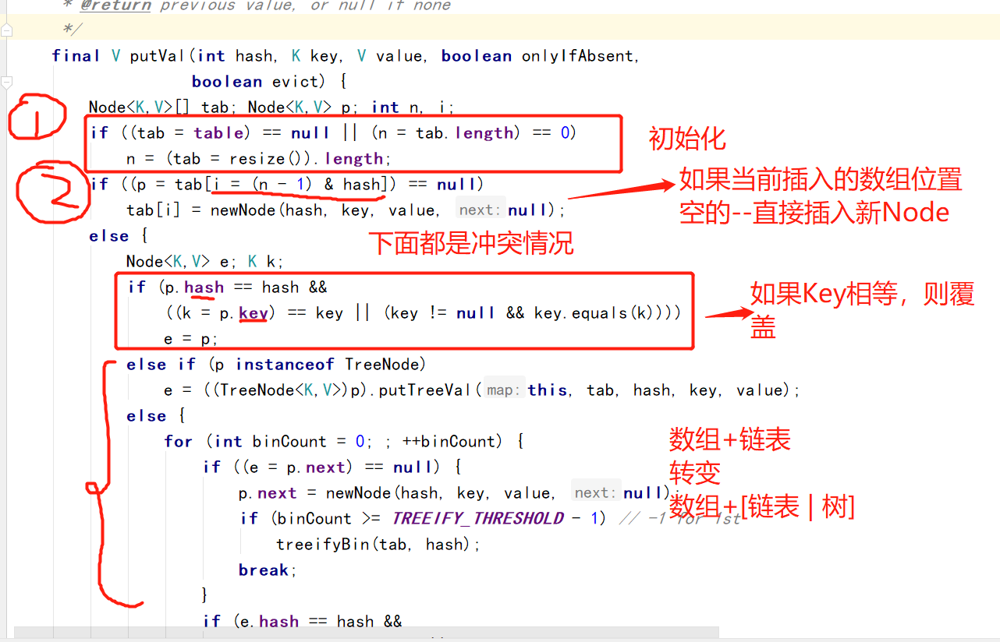 * @return previous value, or null if none
*/
final V putVal(int hash, K key, V value, boolean onlyIfAbsent,
boolean evict) {
1
Node<K,V>[] tab; Node<K,V> p; int n, i;
if ((tab = table) == null || (n = tab.length) == 0)
初始化
n = (tab = resize()).length;
2
if ((p = tab[i = (n - 1) & hash]) == null)
如果当前插入的数组位置
tab[i] = newNode(hash, key, value, next: null);
空的--直接插入新Node
else {
下面都是冲突情况
Node<K,V> e; K k;
if (p.hash == hash &&
如果Key相等，则覆
((k = p.key) == key || (key != null && key.equals(k))))
盖
e = p;
else if (p instanceof TreeNode)
e = ((TreeNode<K,V>)p).putTreeVal(map: this, tab, hash, key, value);
else {
for (int binCount = 0; ; ++binCount) {
数组+链表
if ((e = p.next) == null) {
转变
p.next = newNode(hash, key, value, next: null);
数组+[链表 | 树]
if (binCount >= TREEIFY_THRESHOLD - 1) // -1 for 1st
treeifyBin(tab, hash);
break;
}
if (e.hash == hash &&